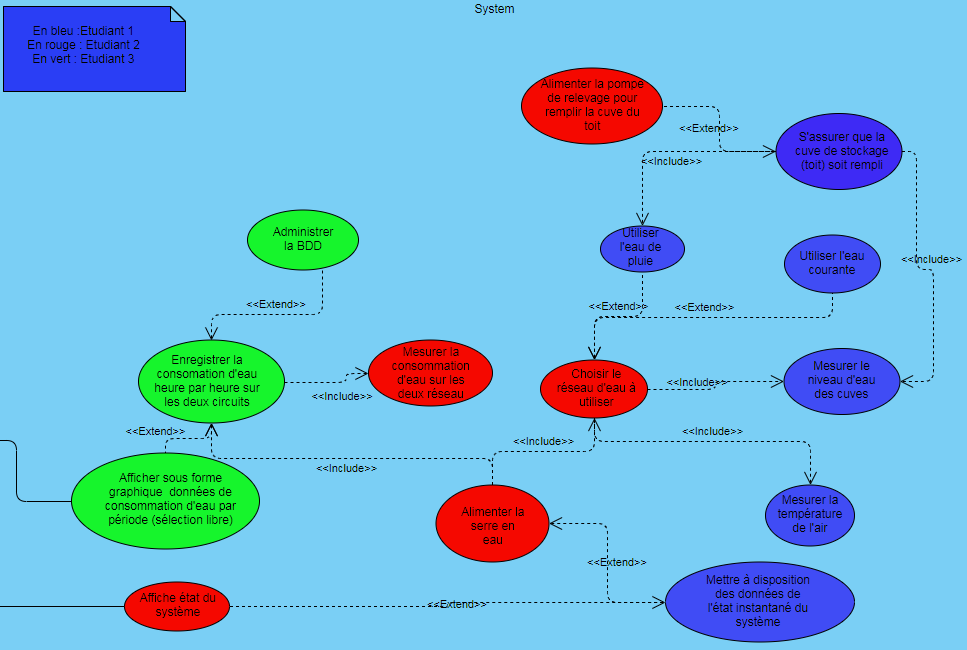 System
En bleu :Etudiant 1
En rouge : Etudiant 2
En vert : Etudiant 3
Alimenter la pompe
de relevage pour
remplir la cuve du
toit
<<Extend>>
S'assurer que la
cuve de stockage
(toit) soit rempli
<<Include>>
Administrer
la BDD
Utiliser
l'eau de
pluie
Utiliser l'eau
courante
<<Include>>
<<Extend>>
<<Extend>>
<<Extend>>
Enregistrer la
consomation d'eau
heure par heure sur
les deux circuits
Mesurer la
consommation
d'eau sur les
deux réseau
<<Include>>
Choisir le
réseau d'eau à
utiliser
<<Include>>
Mesurer le
niveau d'eau
des cuves
<<Extend>>
<<Include>>
<<Include>>
<<Include>>
Afficher sous forme
graphique données de
consommation d'eau par
période (sélection libre)
Alimenter la
serre en
eau
Mesurer la
température
de l'air
<<Extend>>
Affiche état du
système
<<Extend>>
Mettre à disposition
des données de
l'état instantané du
système